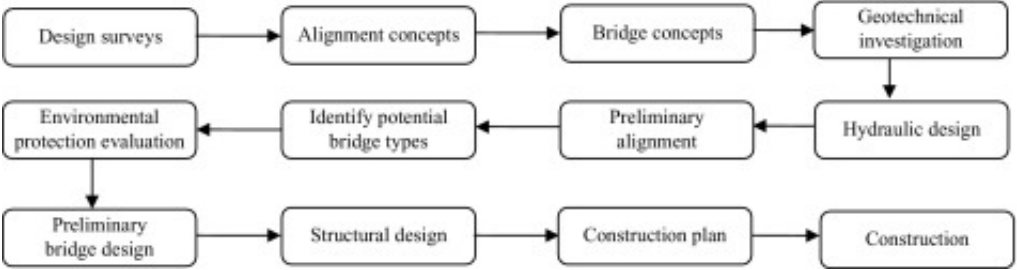 Design surveys
Alignment concepts
Bridge concepts
Geotechnical
investigation
Hydraulic design
Preliminary
alignment
Identify potential
bridge types
Environmental
protection evaluation
Preliminary
bridge design
Structural design
Construction plan
Construction